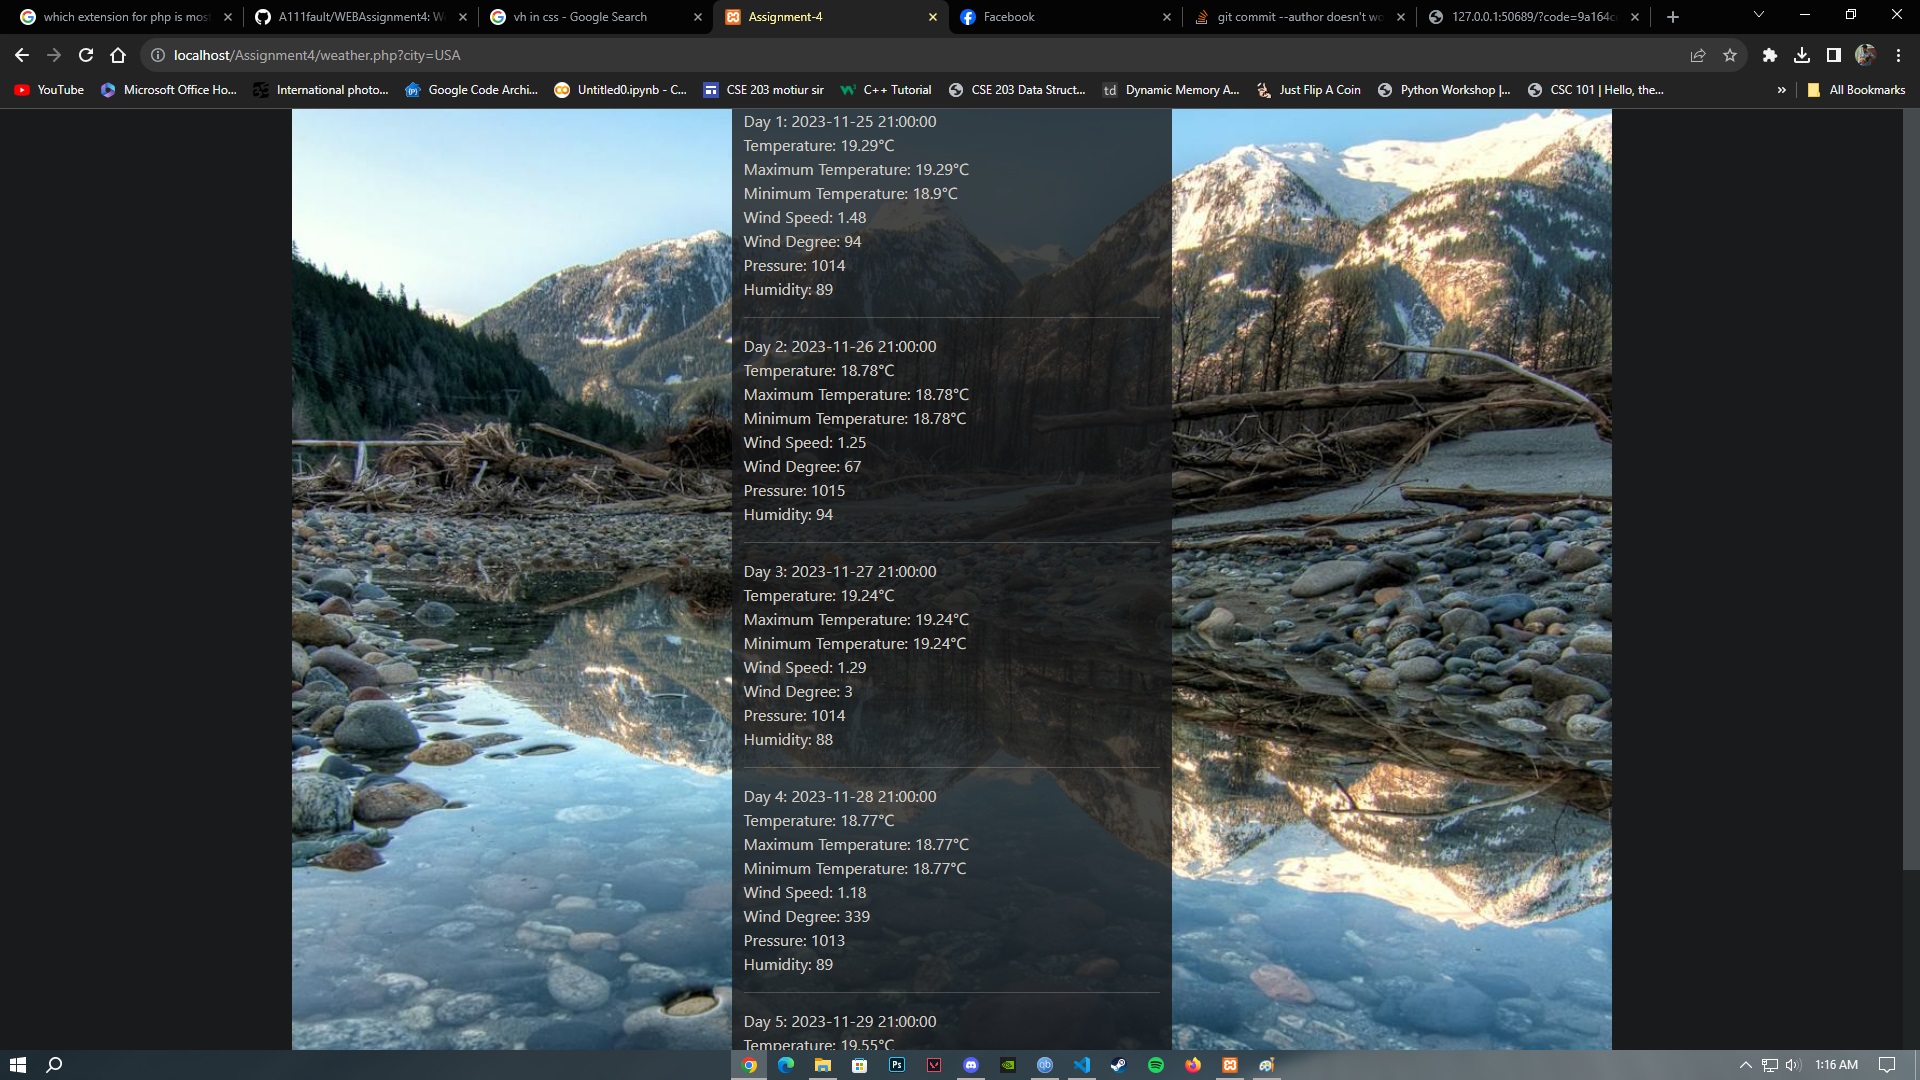 which extension for php is mos
A111fault/WEBAssignment4: W
vh in css - Google Search
Assignment-4
Facebook
git commit --author doesn't wo
127.0.0.1:50689/?code=9a164c
localhost/Assignment4/weather.php?city=USA
YouTube
Microsoft Office Ho...
International photo...
Google Code Archi...
Untitled0.ipynb - C...
CSE 203 motiur sir
C++ Tutorial
CSE 203 Data Struct...
td
Dynamic Memory A...
Just Flip A Coin
Python Workshop |...
CSC 101 | Hello, the...
»
All Bookmarks
Day 1: 2023-11-25 21:00:00
Temperature: 19.29°C
Maximum Temperature: 19.29°C
Minimum Temperature: 18.9°C
Wind Speed: 1.48
Wind Degree: 94
Pressure: 1014
Humidity: 89
Day 2: 2023-11-26 21:00:00
Temperature: 18.78°C
Maximum Temperature: 18.78°C
Minimum Temperature: 18.78°C
Wind Speed: 1.25
Wind Degree: 67
Pressure: 1015
Humidity: 94
Day 3: 2023-11-27 21:00:00
Temperature: 19.24°C
Maximum Temperature: 19.24°C
Minimum Temperature: 19.24°C
Wind Speed: 1.29
Wind Degree: 3
Pressure: 1014
Humidity: 88
Day 4: 2023-11-28 21:00:00
Temperature: 18.77°C
Maximum Temperature: 18.77°C
Minimum Temperature: 18.77°C
Wind Speed: 1.18
Wind Degree: 339
Pressure: 1013
Humidity: 89
Day 5: 2023-11-29 21:00:00
Temperature: 19.55°C
Ps
qb
1:16 AM